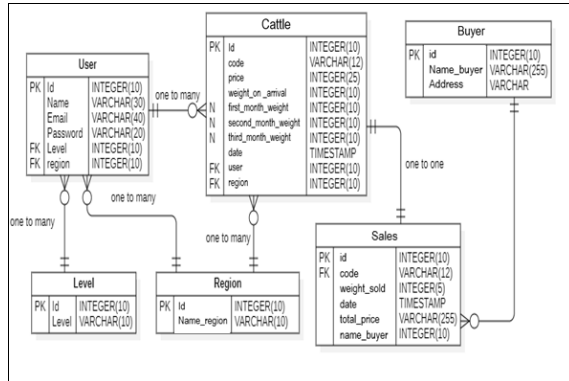 User
PK Id INTEGER(10)
Name VARCHAR(30)
Email VARCHAR(40)
Password VARCHAR(20)
FK Level INTEGER(10)
FK region INTEGER(10)
one to many
Cattle
PK Id INTEGER(10)
code VARCHAR(12)
price INTEGER(25)
weight_on _arrival INTEGER(10)
N first_month_weight INTEGER(10)
N second_month_weight INTEGER(10)
N third_month_weight INTEGER(10)
date TIMESTAMP
FK user INTEGER(10)
FK region INTEGER(10)
Buyer
PK id INTEGER(10)
Name_buyer VARCHAR(255)
Address VARCHAR
one to one
one to many
one to many
one to many
Level
PK Id INTEGER(10)
Level VARCHAR(10)
Region
PK Id INTEGER(10)
Name_region VARCHAR(10)
Sales
PK id INTEGER(10)
FK code VARCHAR(12)
weight_sold INTEGER(5)
date TIMESTAMP
total_price VARCHAR(255)
name_buyer INTEGER(10)